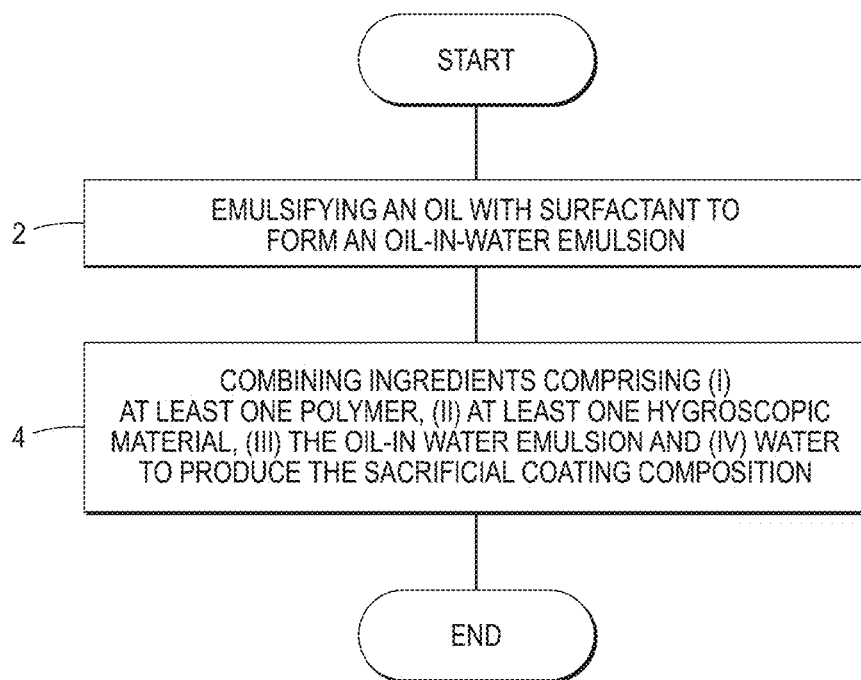 START
2
EMULSIFYING AN OIL WITH SURFACTANT TO
FORM AN OIL-IN-WATER EMULSION
4
COMBINING INGREDIENTS COMPRISING (I)
AT LEAST ONE POLYMER, (II) AT LEAST ONE HYGROSCOPIC
MATERIAL, (III) THE OIL-IN WATER EMULSION AND (IV) WATER
TO PRODUCE THE SACRIFICIAL COATING COMPOSITION
END